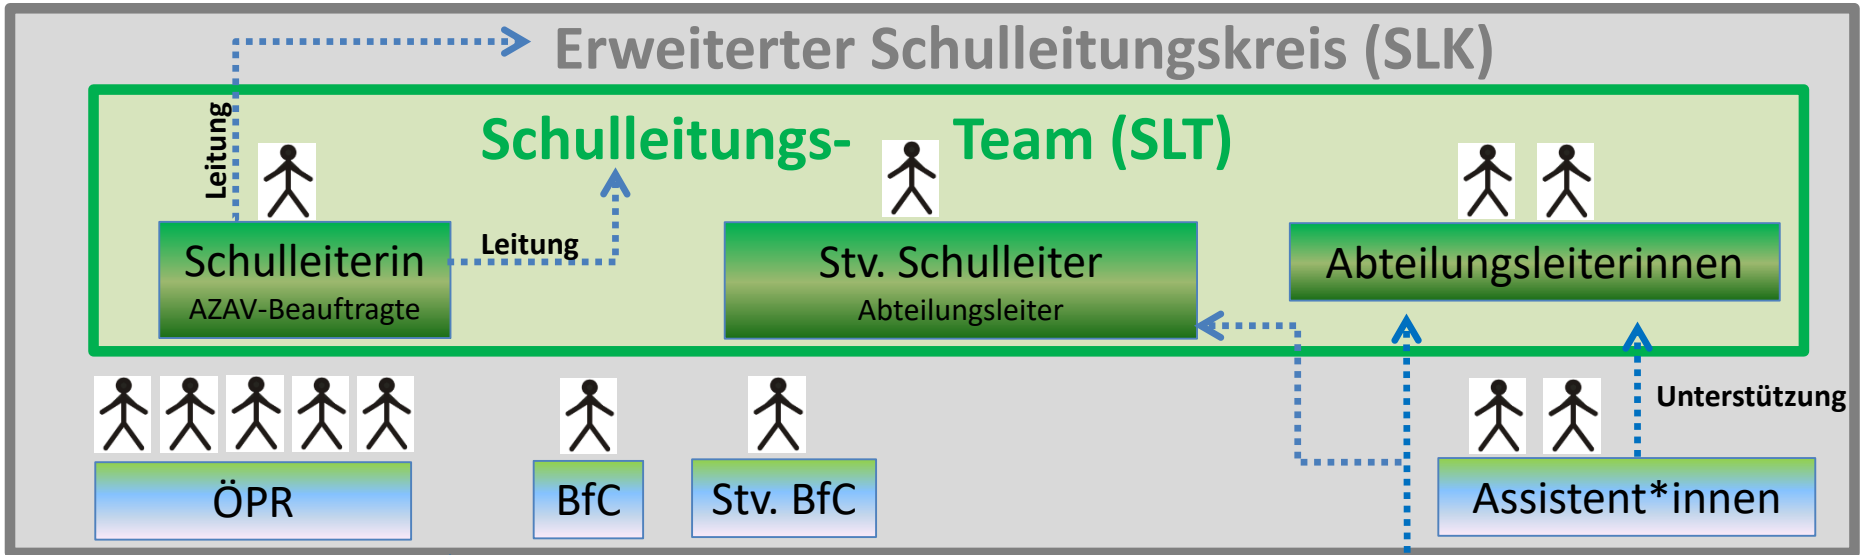 Erweiterter Schulleitungskreis (SLK)
Schulleitungs- Team (SLT)
Leitung
Leitung
Schulleiterin
AZAV-Beauftragte
Stv. Schulleiter
Abteilungsleiter
Abteilungsleiterinnen
Unterstützung
ÖPR
BfC
Stv. BfC
Assistent*innen